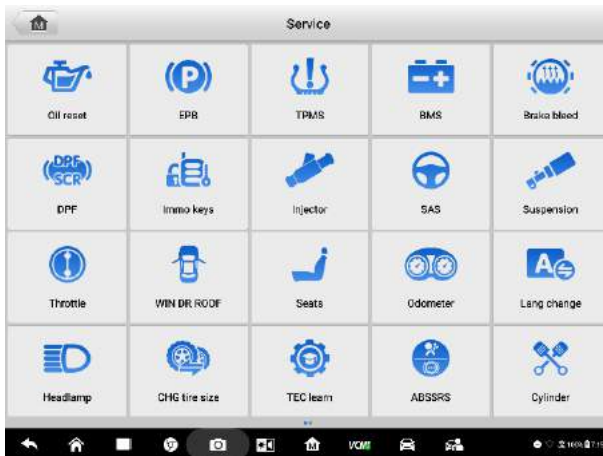 Service
Oil reset EPB TPMS BMS Brake bleed
DPF SCR
DPF Immo keys Injector SAS Suspension
Throttle WIN DR ROOF Seats Odometer Lang change
Headlamp CHG tire size TEC learn ABSSRS Cylinder
VCMI 100%